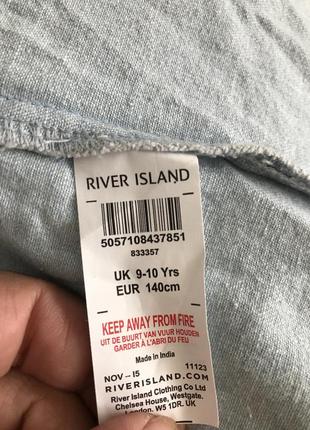 RIVER ISLAND
5057108437851
833357
UK 9-10 Yrs
EUR 140cm
KEEP AWAY FROM FIRE
UIT DE BUURT VAN VUUR HOUDEN
GARDER À L'ABRI DU FEU
Made in India
NOV - 15 11123
RIVERISLAND.COM
River Island Clothing Co Ltd
Chelsea House, Westgate.
London. W5 1DR. UK